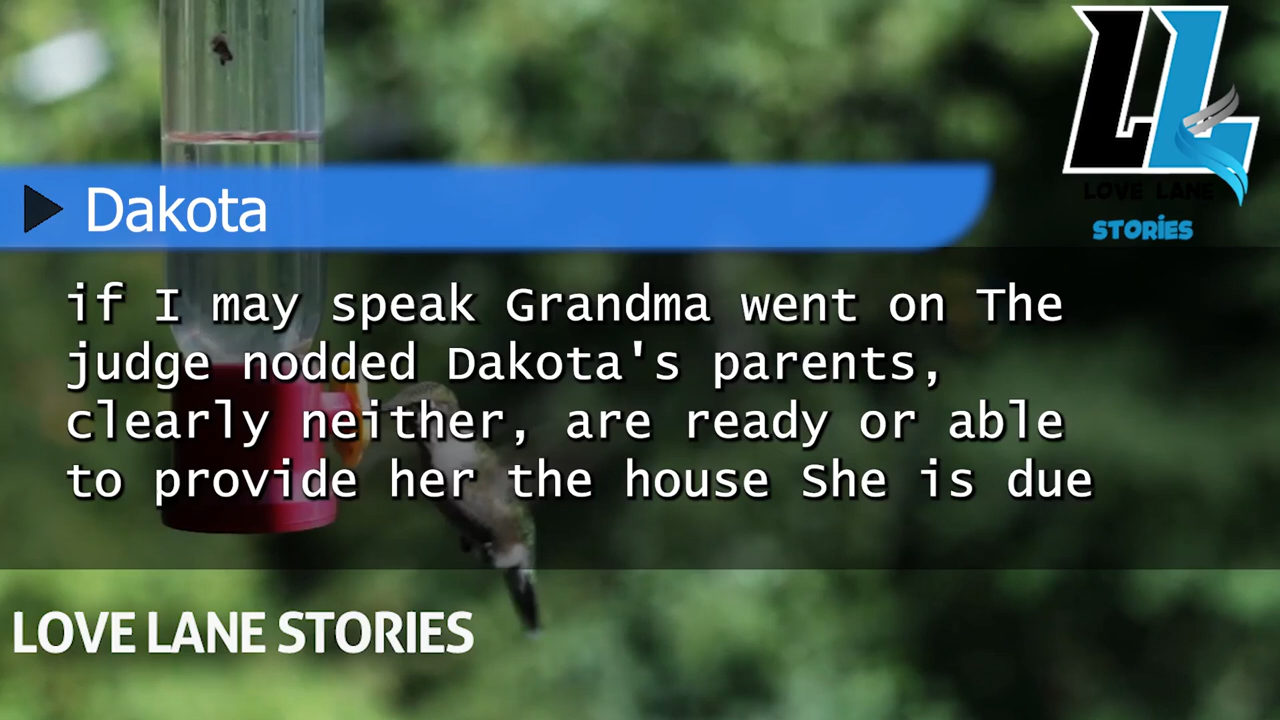 LL
LOVE LANE
STORIES
Dakota
if I may speak Grandma went on The
judge nodded Dakota's parents,
clearly neither, are ready or able
to provide her the house She is due
LOVE LANE STORIES